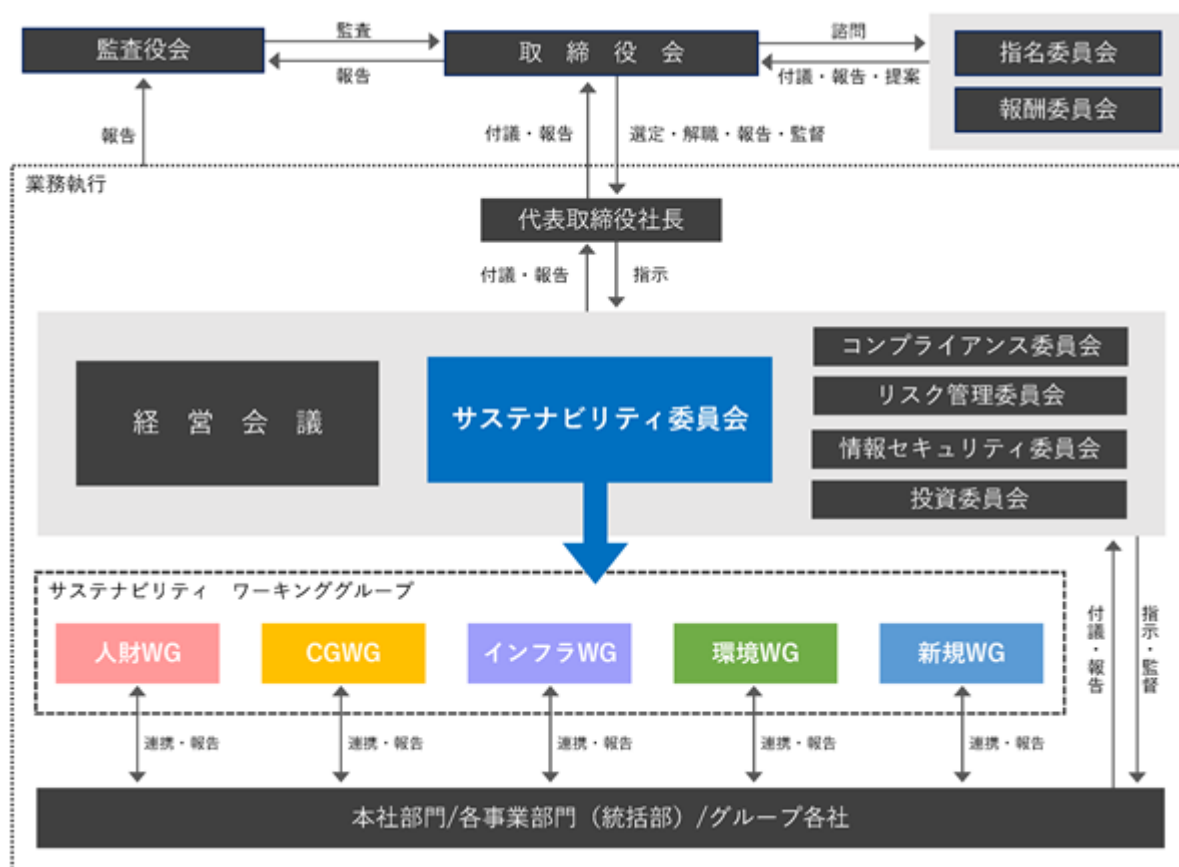 監査役会
監査
報告
取 締 役 会
諮問
付議・報告・提案
指名委員会
報酬委員会
報告
付議・報告
選定・解職・報告・監督
業務執行
代表取締役社長
付議・報告
指示
経 営 会 議
サステナビリティ委員会
コンプライアンス委員会
リスク管理委員会
情報セキュリティ委員会
投資委員会
サステナビリティ ワーキンググループ
人財WG
CGWG
インフラWG
環境WG
新規WG
付議・報告
指示・監督
連携・報告
連携・報告
連携・報告
連携・報告
連携・報告
本社部門/各事業部門（統括部）/グループ各社